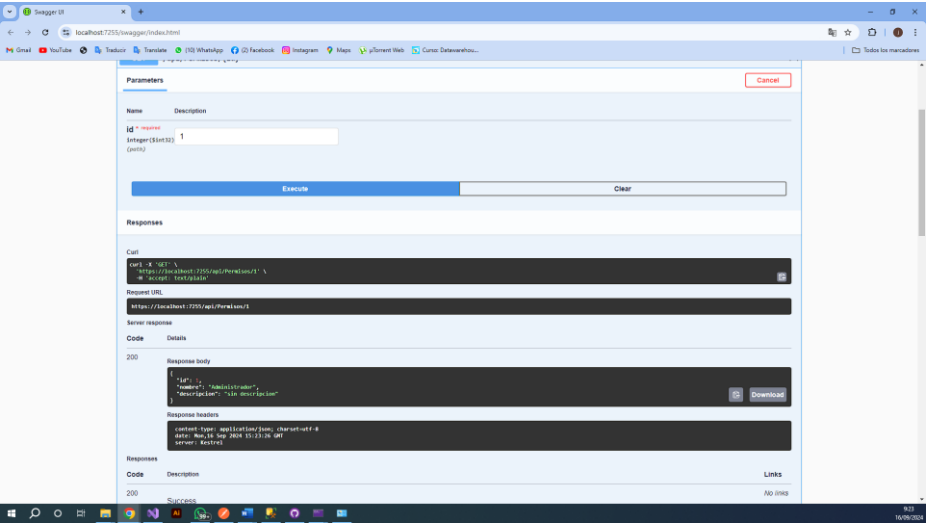 Swagger UI
localhost:7255/swagger/index.html
Gmail YouTube Traducir Translate (10) WhatsApp (2) Facebook Instagram Maps µTorrent Web Curso: Datawarehou... Todos los marcadores
Parameters
Cancel
Name Description
id * required
integer($int32)
(path)
1
Execute Clear
Responses
Curl
curl -X 'GET' \
'https://localhost:7255/api/Permisos/1' \
-H 'accept: text/plain'
Request URL
https://localhost:7255/api/Permisos/1
Server response
Code Details
200
Response body
{
"id": 1,
"nombre": "Administrador",
"descripcion": "sin descripcion"
}
Download
Response headers
content-type: application/json; charset=utf-8
date: Mon,16 Sep 2024 15:23:26 GMT
server: Kestrel
Responses
Code Description Links
200 No links
Success
99+
9:23
16/09/2024